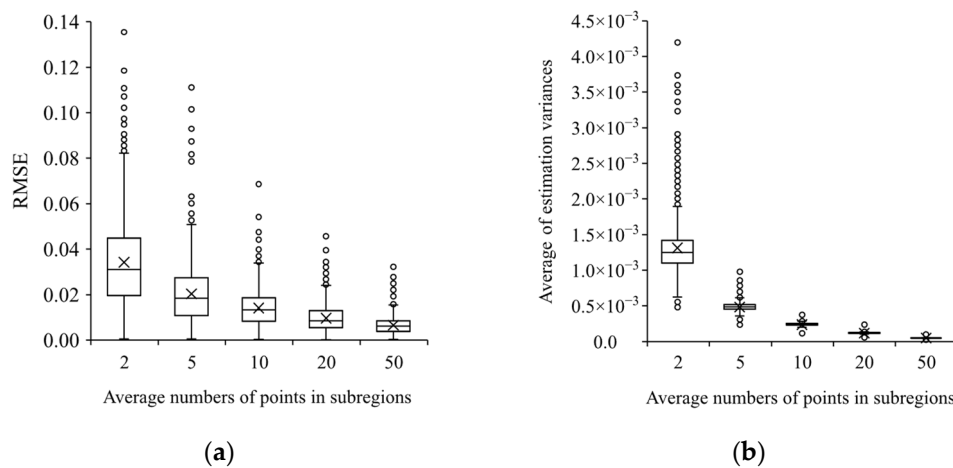 0.14
0.12
0.10
0.08
0.06
0.04
0.02
0.00
RMSE
2 5 10 20 50
Average numbers of points in subregions
(a)
4.5×10⁻³
4.0×10⁻³
3.5×10⁻³
3.0×10⁻³
2.5×10⁻³
2.0×10⁻³
1.5×10⁻³
1.0×10⁻³
0.5×10⁻³
0.0
Average of estimation variances
2 5 10 20 50
Average numbers of points in subregions
(b)